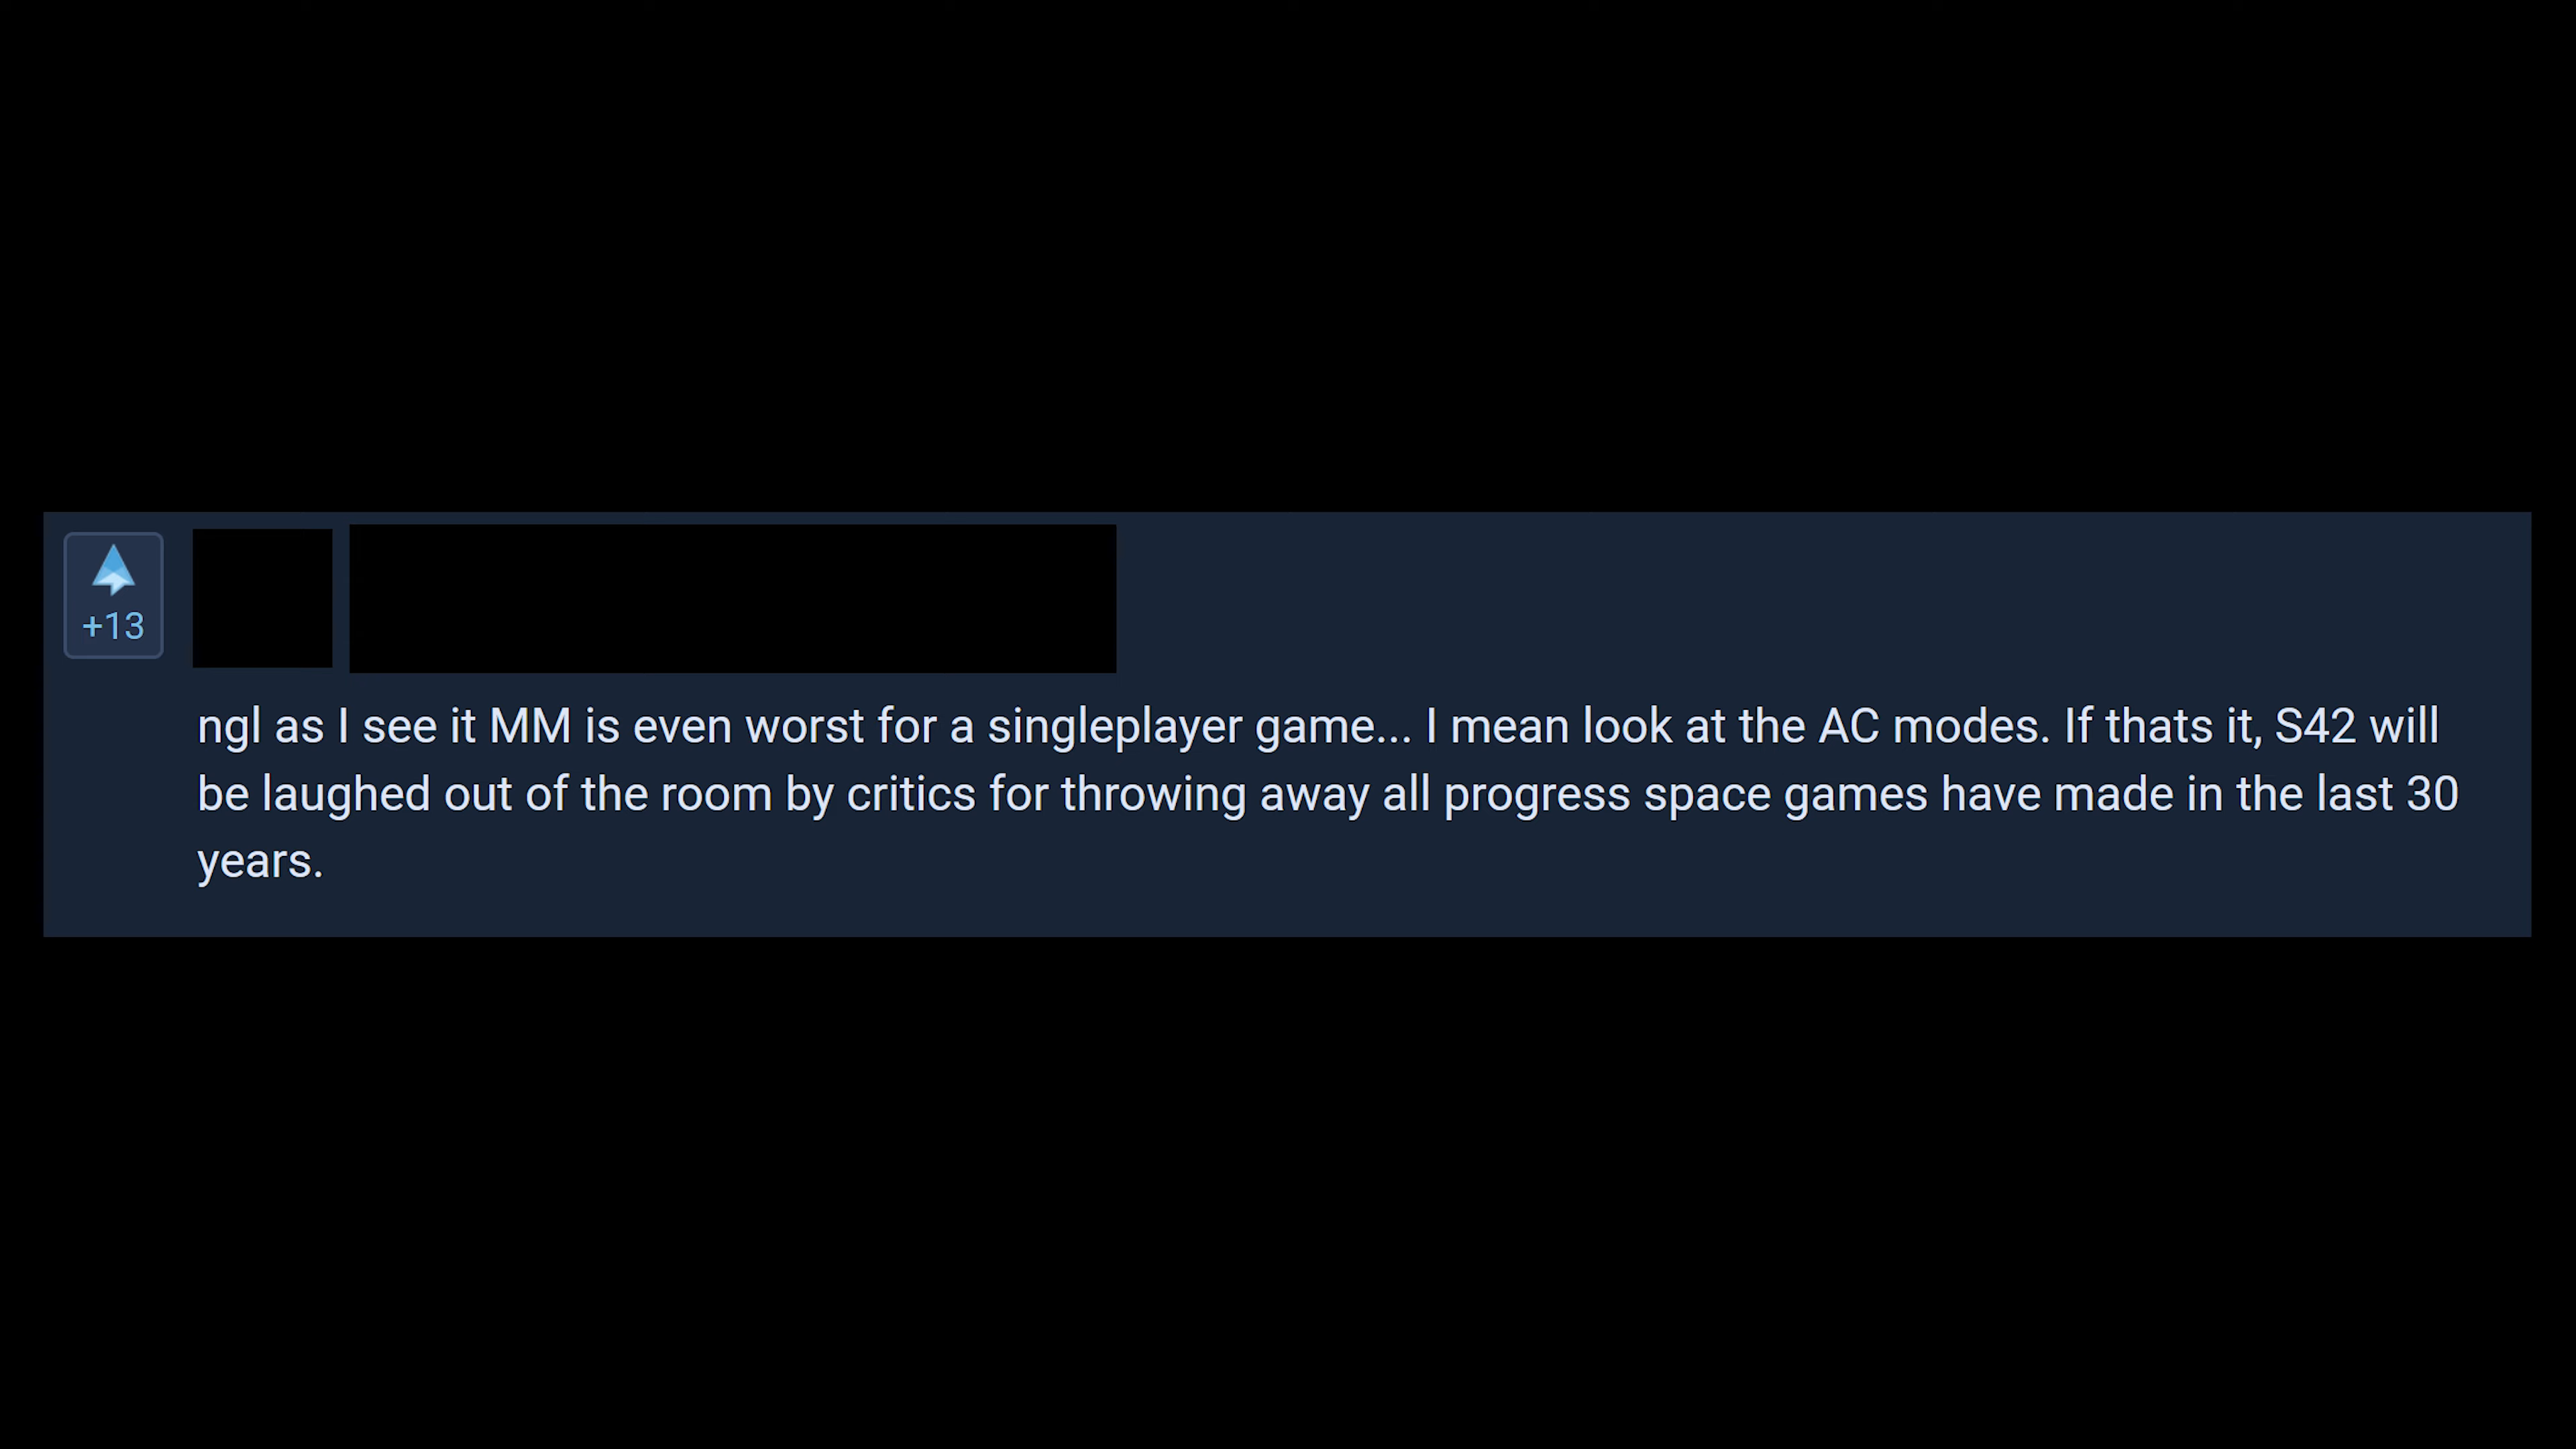 +13
ngl as I see it MM is even worst for a singleplayer game... I mean look at the AC modes. If thats it, S42 will
be laughed out of the room by critics for throwing away all progress space games have made in the last 30
years.